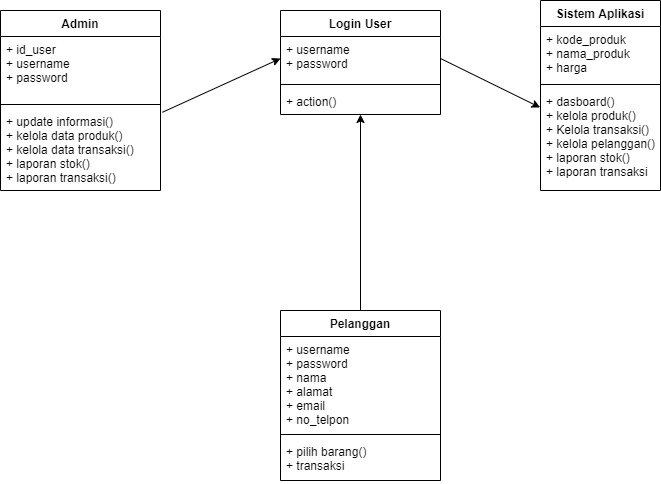 Admin
+ id_user
+ username
+ password
+ update informasi()
+ kelola data produk()
+ kelola data transaksi()
+ laporan stok()
+ laporan transaksi()
Login User
+ username
+ password
+ action()
Sistem Aplikasi
+ kode_produk
+ nama_produk
+ harga
+ dasboard()
+ kelola produk()
+ Kelola transaksi()
+ kelola pelanggan()
+ laporan stok()
+ laporan transaksi
Pelanggan
+ username
+ password
+ nama
+ alamat
+ email
+ no_telpon
+ pilih barang()
+ transaksi